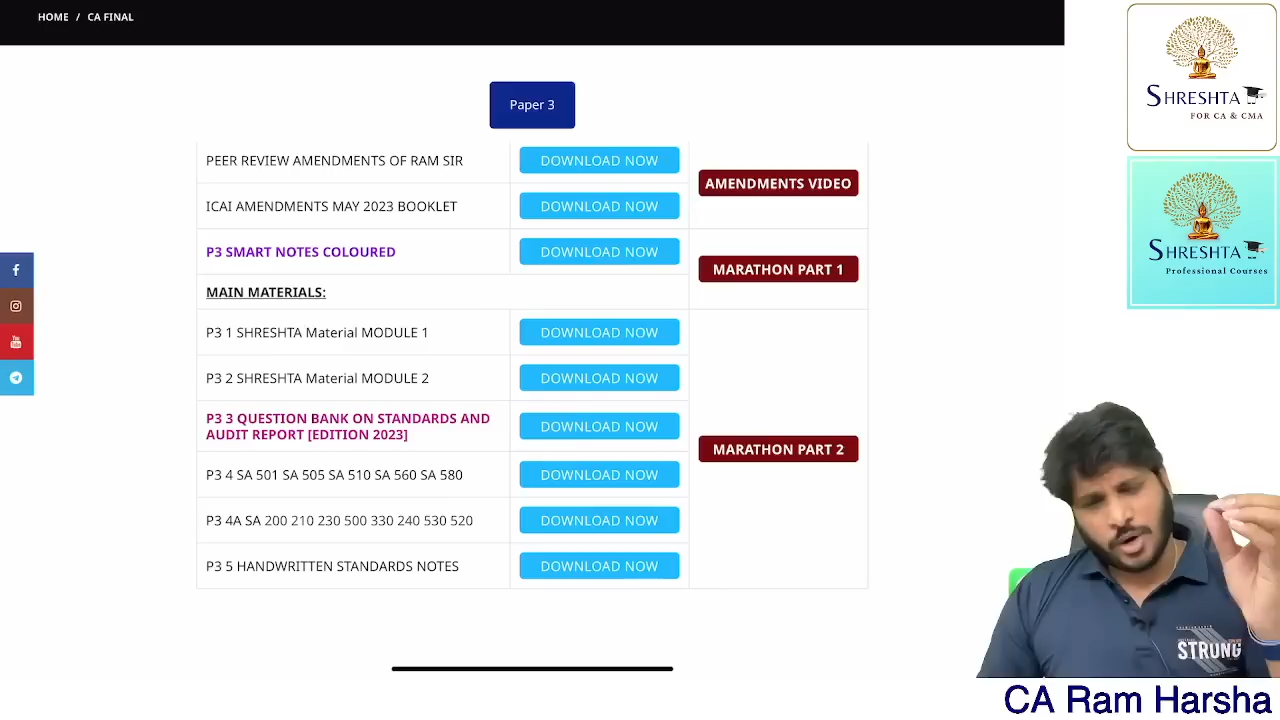 HOME / CA FINAL
Paper 3
PEER REVIEW AMENDMENTS OF RAM SIR
DOWNLOAD NOW
AMENDMENTS VIDEO
ICAI AMENDMENTS MAY 2023 BOOKLET
DOWNLOAD NOW
P3 SMART NOTES COLOURED
DOWNLOAD NOW
MARATHON PART 1
MAIN MATERIALS:
P3 1 SHRESHTA Material MODULE 1
DOWNLOAD NOW
P3 2 SHRESHTA Material MODULE 2
DOWNLOAD NOW
P3 3 QUESTION BANK ON STANDARDS AND
AUDIT REPORT [EDITION 2023]
DOWNLOAD NOW
MARATHON PART 2
P3 4 SA 501 SA 505 SA 510 SA 560 SA 580
DOWNLOAD NOW
P3 4A SA 200 210 230 500 330 240 530 520
DOWNLOAD NOW
P3 5 HANDWRITTEN STANDARDS NOTES
DOWNLOAD NOW
SHRESHTA
FOR CA & CMA
SHRESHTA
Professional Courses
STRUNG
CA Ram Harsha